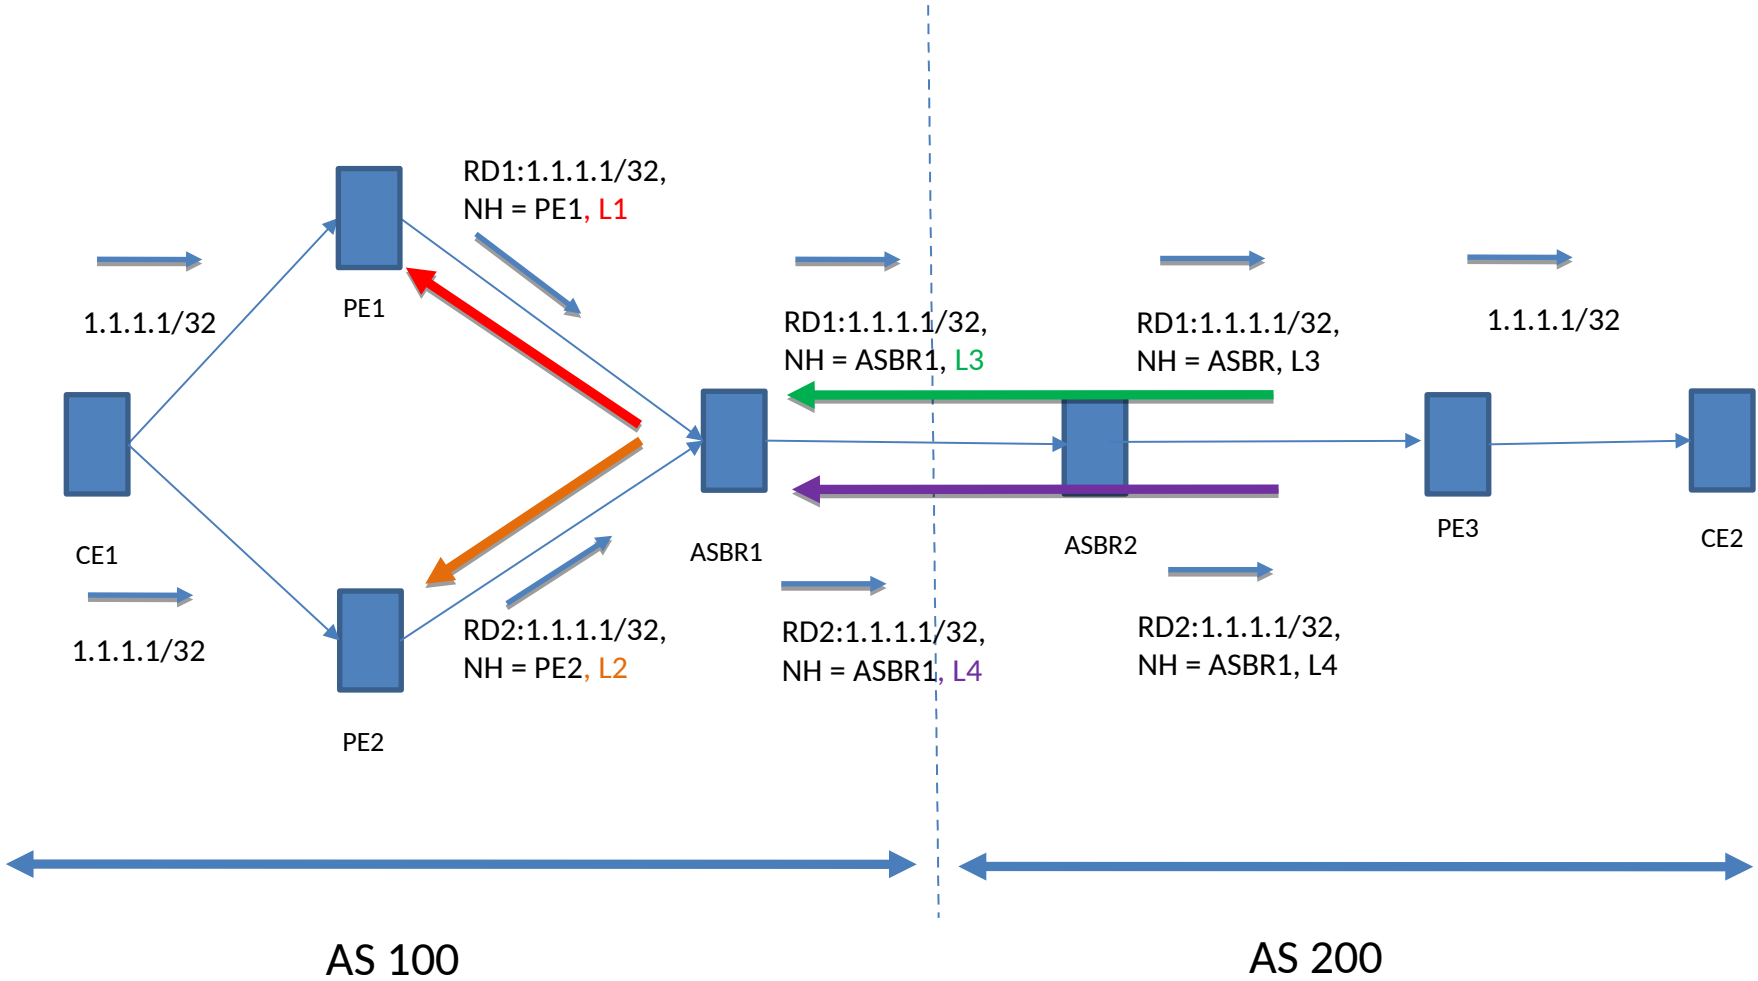 RD1:1.1.1.1/32,
NH = PE1, L1
PE1
1.1.1.1/32
RD1:1.1.1.1/32,
NH = ASBR1, L3
RD1:1.1.1.1/32,
NH = ASBR, L3
1.1.1.1/32
CE1
ASBR1
ASBR2
PE3
CE2
1.1.1.1/32
RD2:1.1.1.1/32,
NH = PE2, L2
RD2:1.1.1.1/32,
NH = ASBR1, L4
RD2:1.1.1.1/32,
NH = ASBR1, L4
PE2
AS 100
AS 200